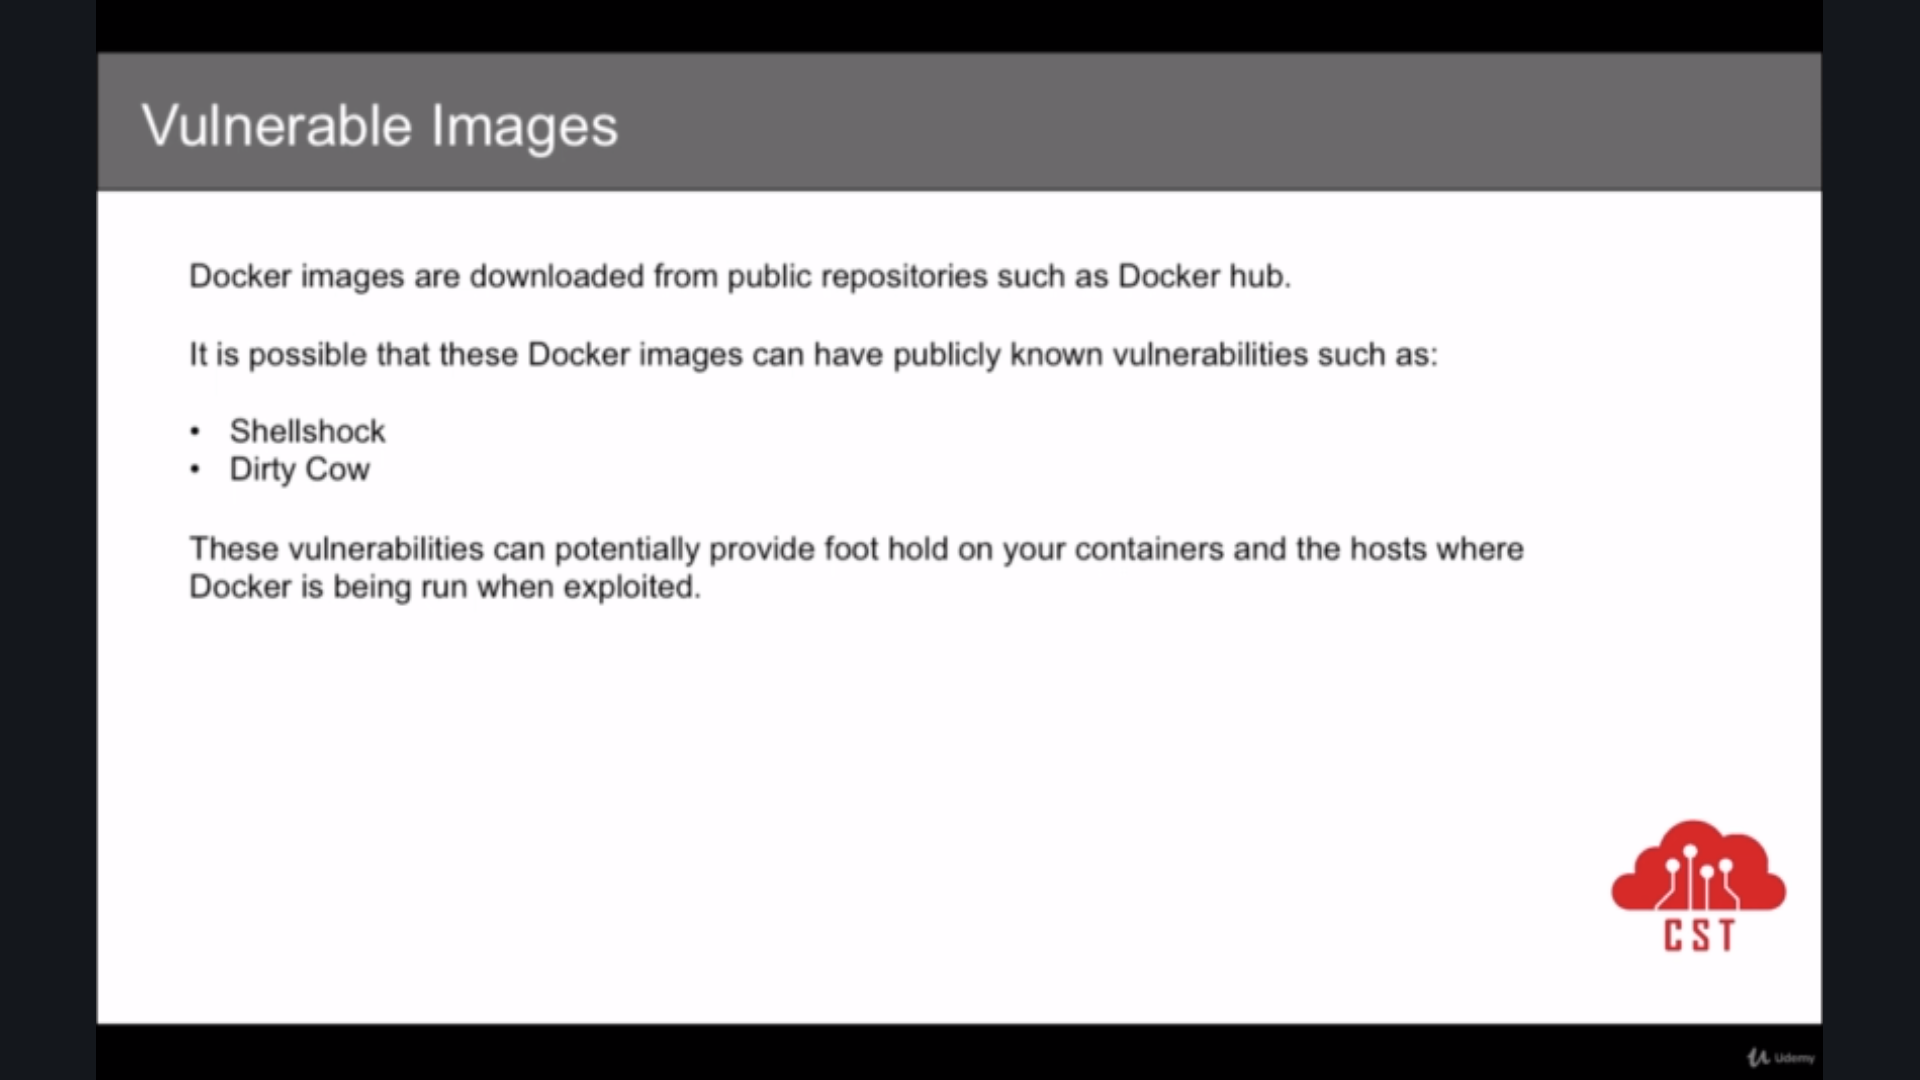 Vulnerable Images
Docker images are downloaded from public repositories such as Docker hub.
It is possible that these Docker images can have publicly known vulnerabilities such as:
• Shellshock
• Dirty Cow
These vulnerabilities can potentially provide foot hold on your containers and the hosts where
Docker is being run when exploited.
CST
Udemy